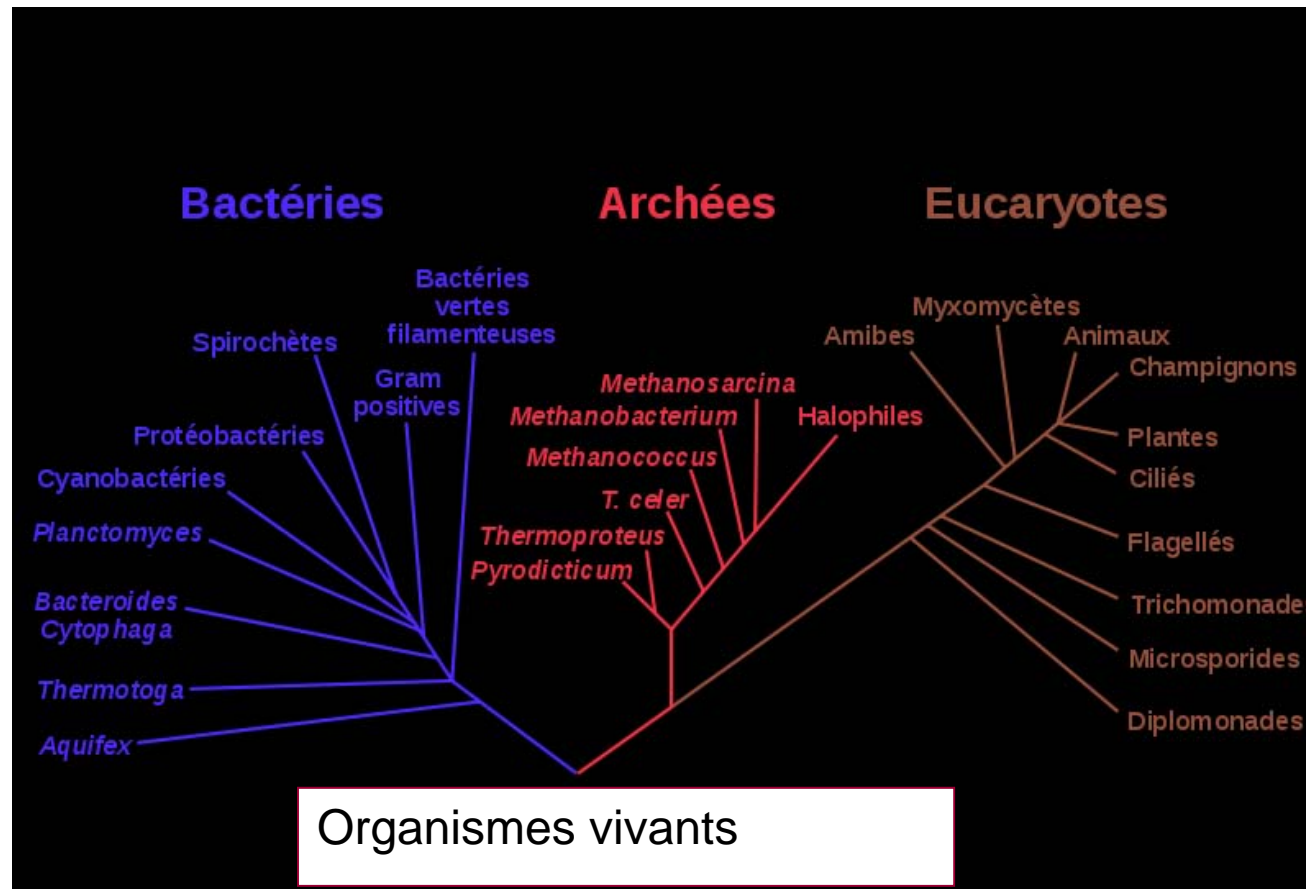 Bactéries
Archées
Eucaryotes
Bactéries
vertes
filamenteuses
Spirochètes
Gram
positives
Protéobactéries
Cyanobactéries
Planctomyces
Bacteroides
Cytophaga
Thermotoga
Aquifex
Methanosarcina
Methanobacterium
Halophiles
Methanococcus
T. celer
Thermoproteus
Pyrodicticum
Myxomycètes
Amibes
Animaux
Champignons
Plantes
Ciliés
Flagellés
Trichomonade
Microsporides
Diplomonades
Organismes vivants